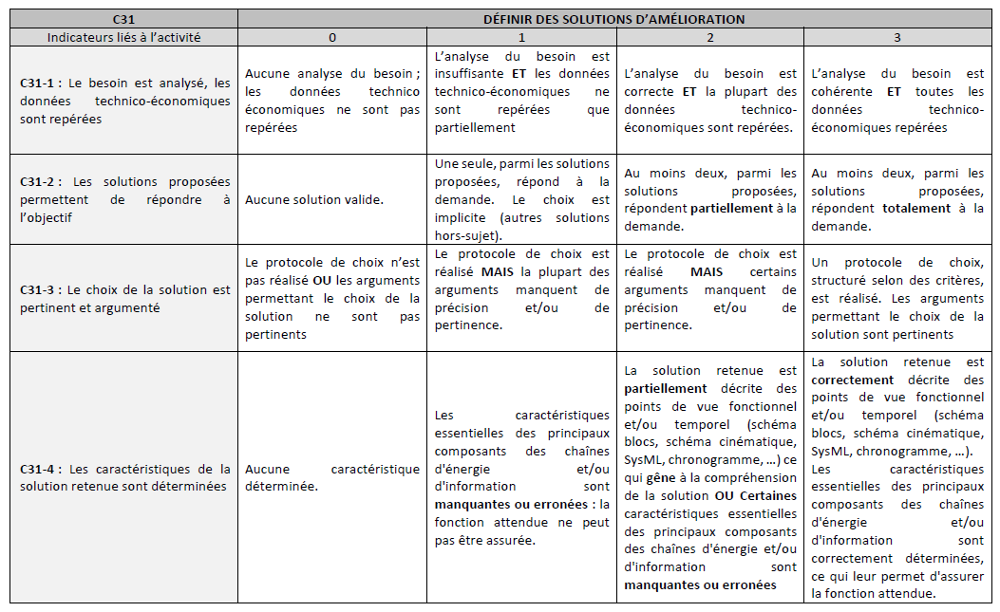 C31
DÉFINIR DES SOLUTIONS D’AMÉLIORATION
Indicateurs liés à l’activité
0
1
2
3
C31-1 : Le besoin est analysé, les
données technico-économiques
sont repérées
Aucune analyse du besoin ;
les données technico
économiques ne sont pas
repérées
L’analyse du besoin est
insuffisante ET les données
technico-économiques ne
sont repérées que
partiellement
L’analyse du besoin est
correcte ET la plupart des
données technico-
économiques sont repérées.
L’analyse du besoin est
cohérente ET toutes les
données technico-
économiques repérées
C31-2 : Les solutions proposées
permettent de répondre à
l’objectif
Aucune solution valide.
Une seule, parmi les solutions
proposées, répond à la
demande. Le choix est
implicite (autres solutions
hors-sujet).
Au moins deux, parmi les
solutions proposées,
répondent partiellement à la
demande.
Au moins deux, parmi les
solutions proposées,
répondent totalement à la
demande.
C31-3 : Le choix de la solution est
pertinent et argumenté
Le protocole de choix n’est
pas réalisé OU les arguments
permettant le choix de la
solution ne sont pas
pertinents
Le protocole de choix est
réalisé MAIS la plupart des
arguments manquent de
précision et/ou de
pertinence.
Le protocole de choix est
réalisé MAIS certains
arguments manquent de
précision et/ou de
pertinence.
Un protocole de choix,
structuré selon des critères,
est réalisé. Les arguments
permettant le choix de la
solution sont pertinents
C31-4 : Les caractéristiques de la
solution retenue sont déterminées
Aucune caractéristique
déterminée.
Les caractéristiques
essentielles des principaux
composants des chaînes
d'énergie et/ou
d'information sont
manquantes ou erronées : la
fonction attendue ne peut
pas être assurée.
La solution retenue est
partiellement décrite des
points de vue fonctionnel
et/ou temporel (schéma
blocs, schéma cinématique,
SysML, chronogramme, …) ce
qui gêne à la compréhension
de la solution OU Certaines
caractéristiques essentielles
des principaux composants
des chaînes d'énergie et/ou
d'information sont
manquantes ou erronées
La solution retenue est
correctement décrite des
points de vue fonctionnel
et/ou temporel (schéma
blocs, schéma cinématique,
SysML, chronogramme, …).
Les caractéristiques
essentielles des principaux
composants des chaînes
d'énergie et/ou
d'information sont
correctement déterminées,
ce qui leur permet d'assurer
la fonction attendue.